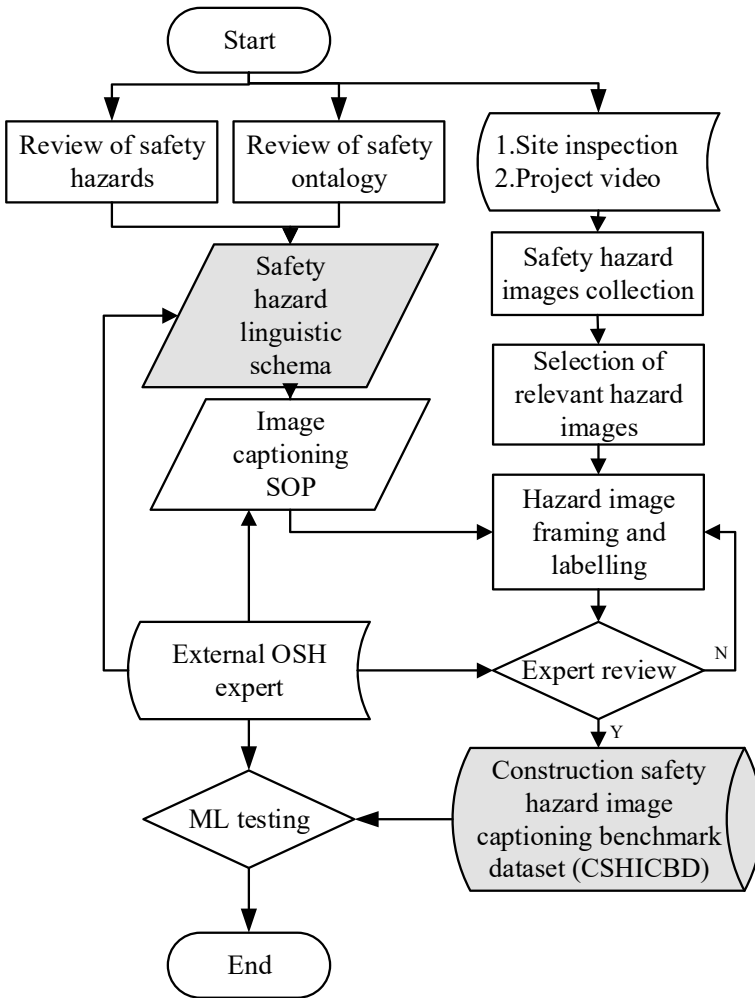 Start
Review of safety
hazards
Review of safety
ontalogy
1.Site inspection
2.Project video
Safety
hazard
linguistic
schema
Safety hazard
images collection
Selection of
relevant hazard
images
Image
captioning
SOP
Hazard image
framing and
labelling
External OSH
expert
Expert review
N
Y
ML testing
Construction safety
hazard image
captioning benchmark
dataset (CSHICBD)
End